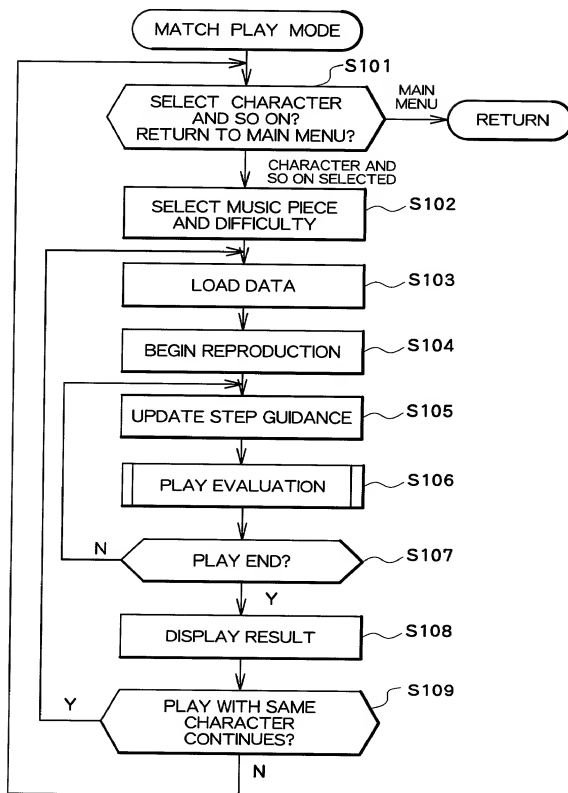 MATCH PLAY MODE
S101
SELECT CHARACTER
AND SO ON?
RETURN TO MAIN MENU?
MAIN
MENU
RETURN
CHARACTER AND
SO ON SELECTED
SELECT MUSIC PIECE
AND DIFFICULTY
S102
LOAD DATA
S103
BEGIN REPRODUCTION
S104
UPDATE STEP GUIDANCE
S105
PLAY EVALUATION
S106
N
PLAY END?
S107
Y
DISPLAY RESULT
S108
S109
Y
PLAY WITH SAME
CHARACTER
CONTINUES?
N